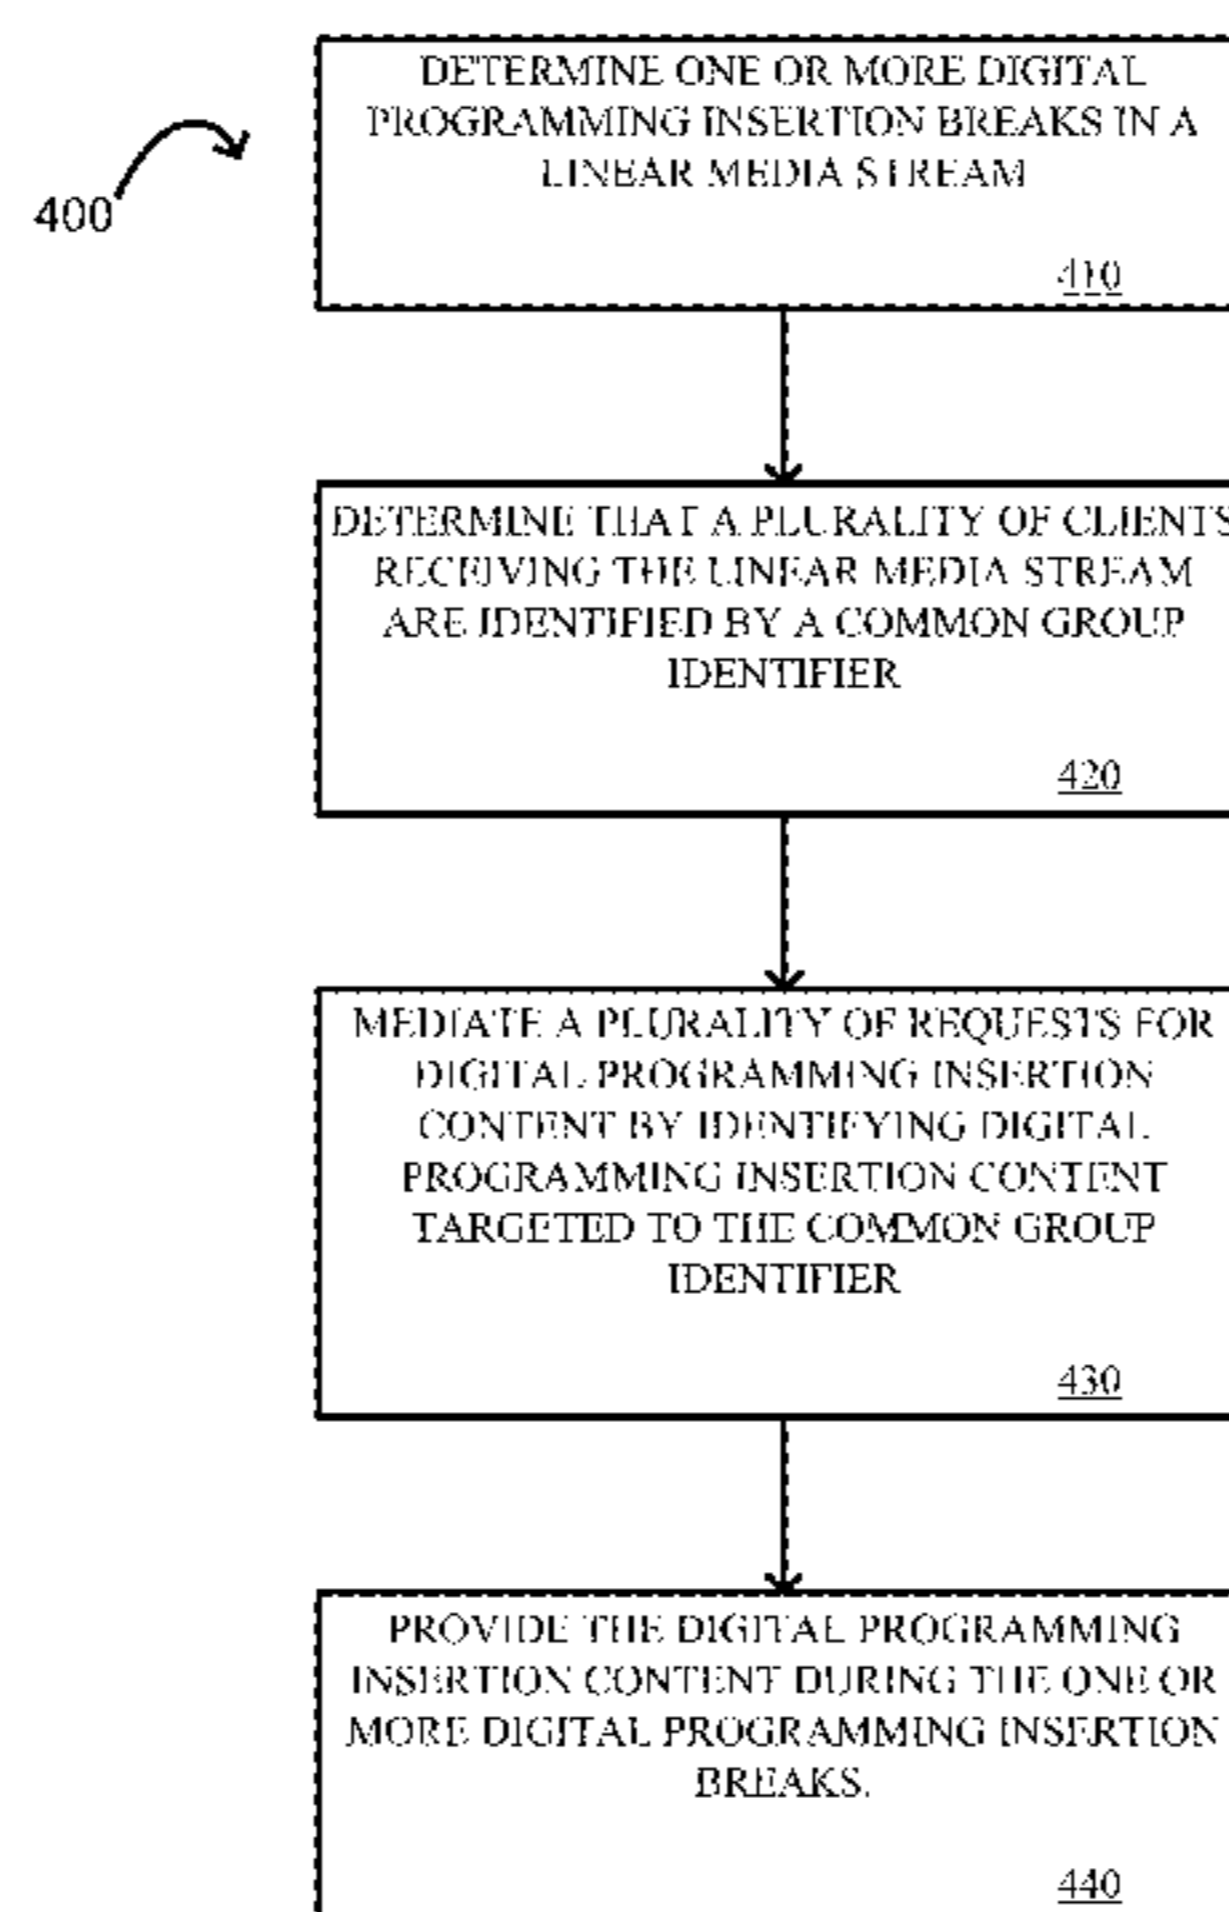 DETERMINE ONE OR MORE DIGITAL
PROGRAMMING INSERTION BREAKS IN A
LINEAR MEDIA STREAM
410
400
DETERMINE THAT A PLURALITY OF CLIENTS
RECEIVING THE LINEAR MEDIA STREAM
ARE IDENTIFIED BY A COMMON GROUP
IDENTIFIER
420
MEDIATE A PLURALITY OF REQUESTS FOR
DIGITAL PROGRAMMING INSERTION
CONTENT BY IDENTIFYING DIGITAL
PROGRAMMING INSERTION CONTENT
TARGETED TO THE COMMON GROUP
IDENTIFIER
430
PROVIDE THE DIGITAL PROGRAMMING
INSERTION CONTENT DURING THE ONE OR
MORE DIGITAL PROGRAMMING INSERTION
BREAKS.
440